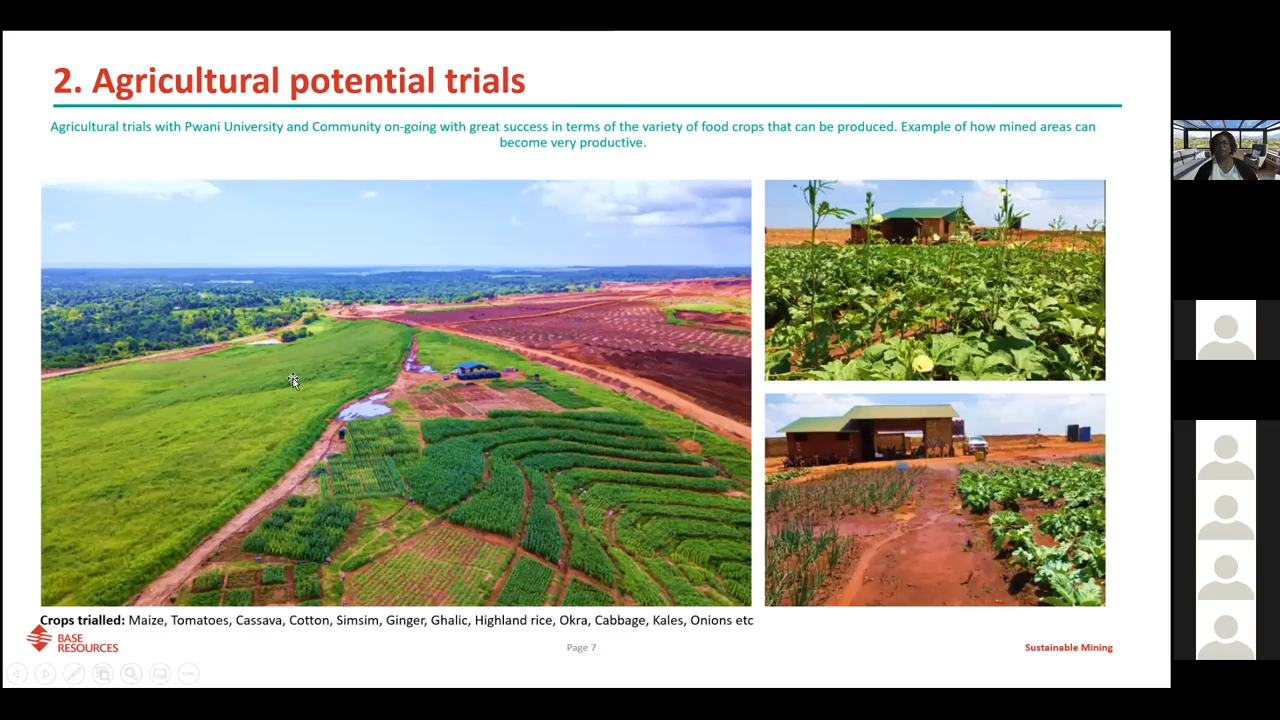 2. Agricultural potential trials
Agricultural trials with Pwani University and Community on-going with great success in terms of the variety of food crops that can be produced. Example of how mined areas can
become very productive.
Crops trialled: Maize, Tomatoes, Cassava, Cotton, Simsim, Ginger, Ghalic, Highland rice, Okra, Cabbage, Kales, Onions etc
BASE
RESOURCES
Page 7
Sustainable Mining